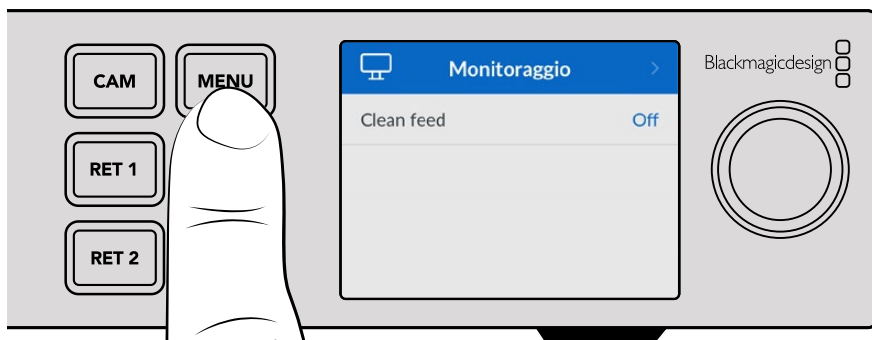 CAM
MENU
RET 1
RET 2
Monitoraggio
Clean feed Off
Blackmagicdesign